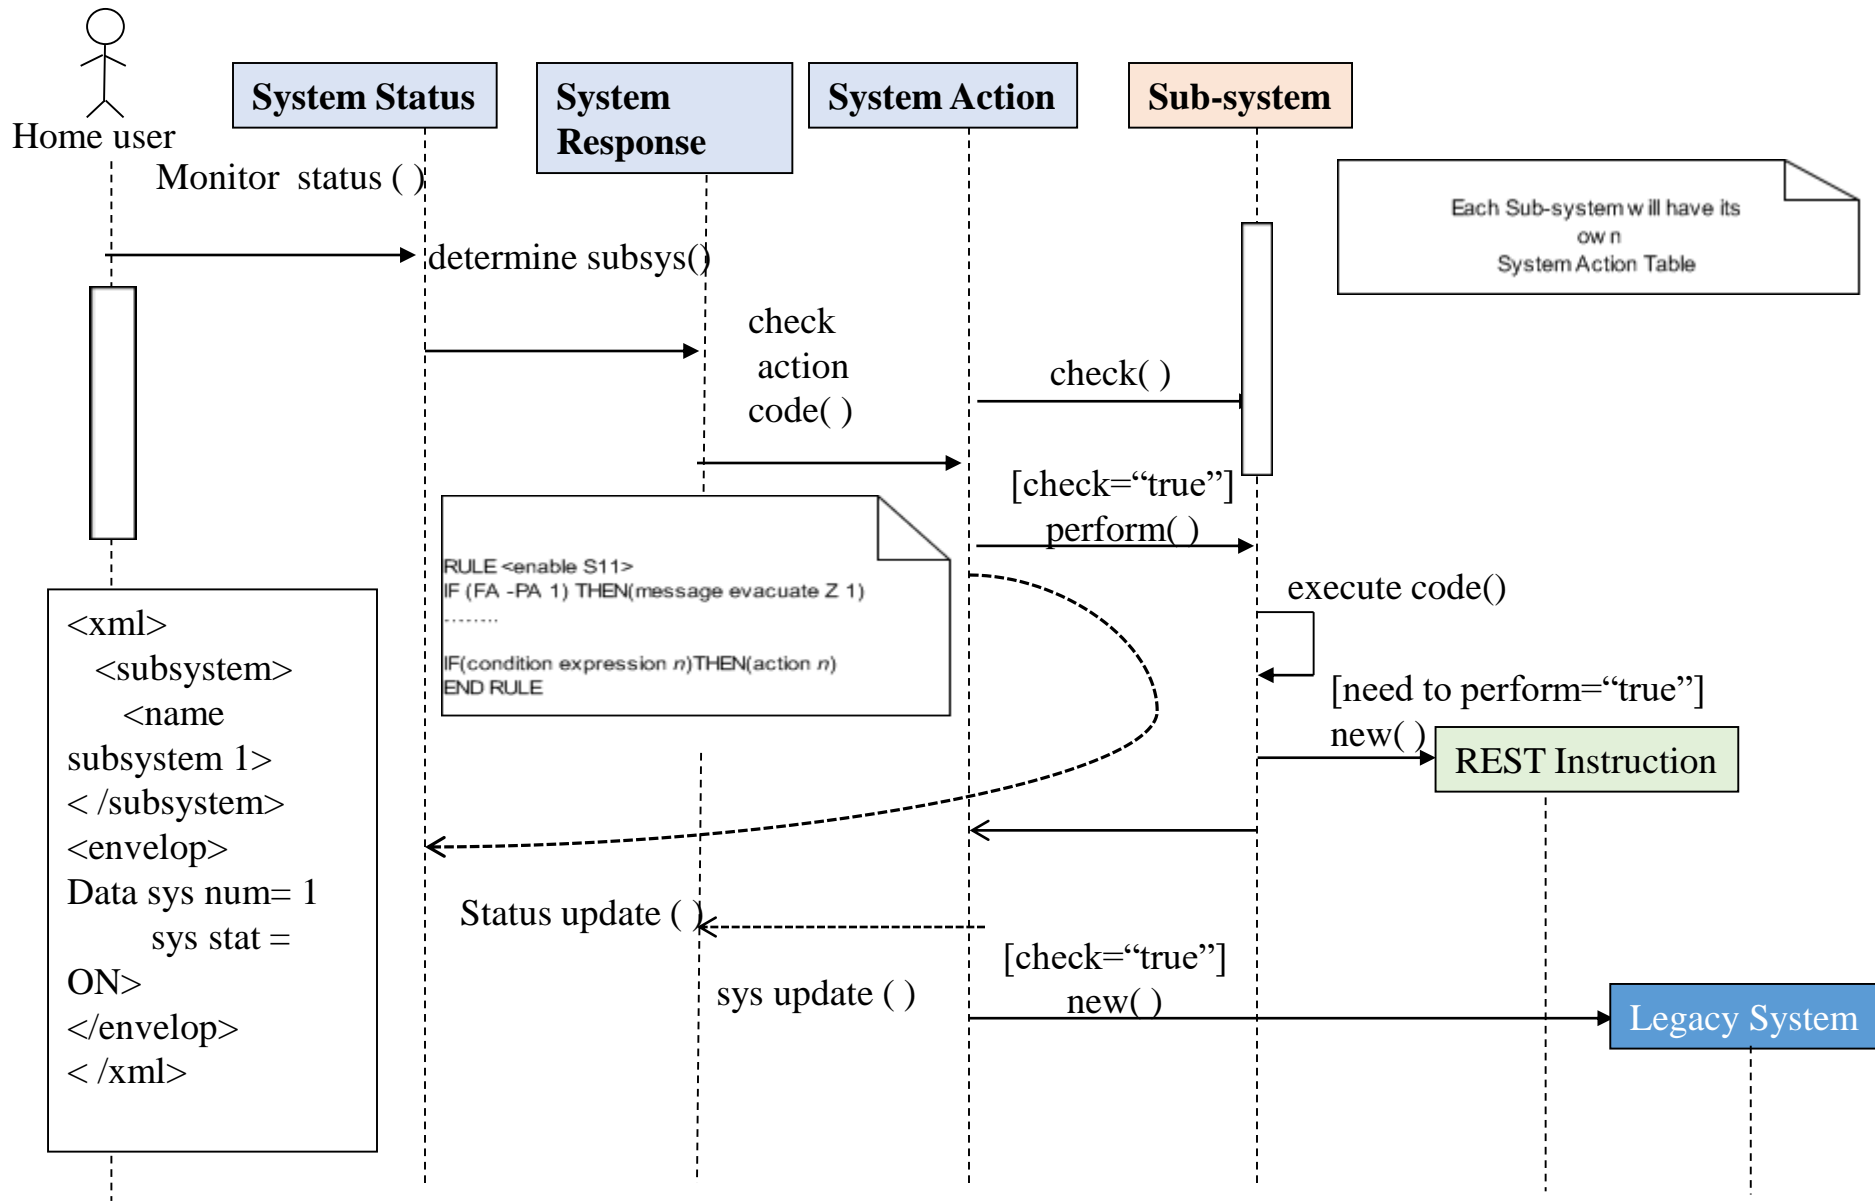 Home user
System Status
System
Response
System Action
Sub-system
Monitor  status ( )
Each Sub-system will have its
own
System Action Table
determine subsys()
check
action
code( )
check( )
[check=“true”]
perform( )
RULE <enable S11>
IF (FA -PA 1) THEN(message evacuate Z 1)
--------
IF(condition expression n)THEN(action n)
END RULE
execute code()
[need to perform=“true”]
new( )
REST Instruction
<xml>
<subsystem>
<name
subsystem 1>
< /subsystem>
<envelop>
Data sys num= 1
sys stat =
ON>
</envelop>
< /xml>
Status update ( )
sys update ( )
[check=“true”]
new( )
Legacy System